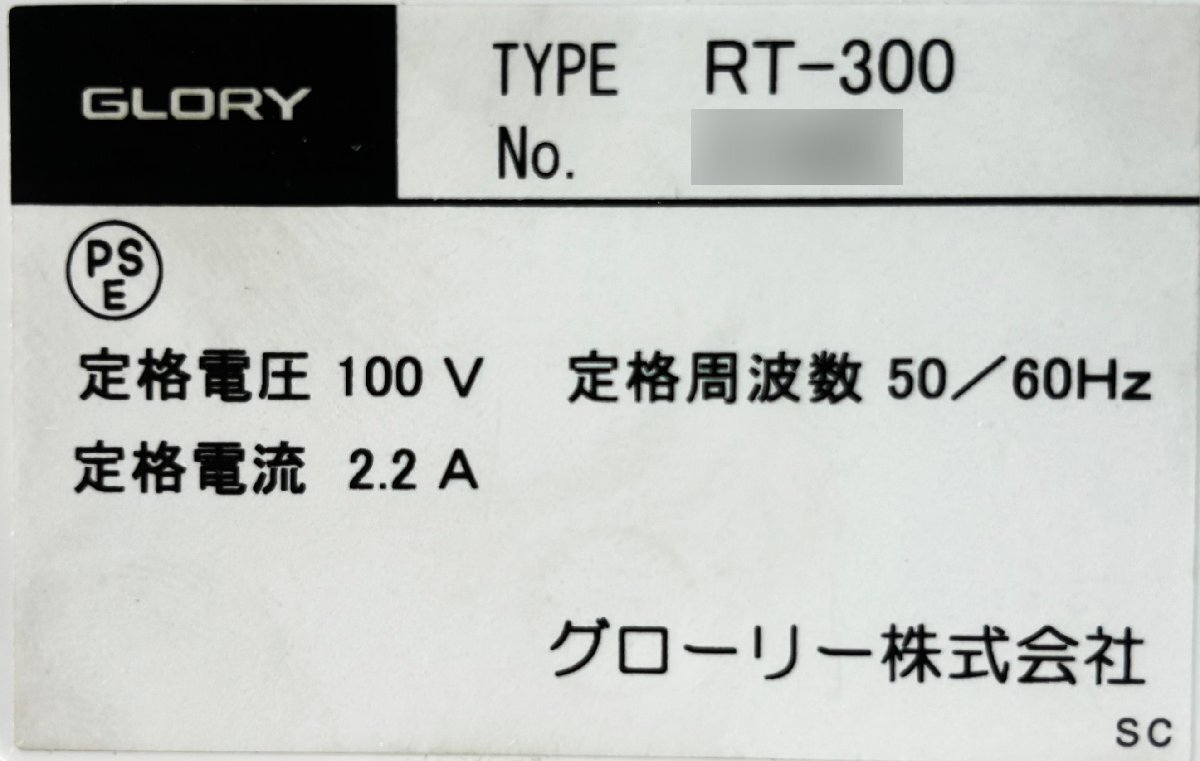 GLORY
TYPE RT-300
No.
PSE
定格電圧 100 V 定格周波数 50／60Hz
定格電流 2.2 A
グローリー株式会社
SC